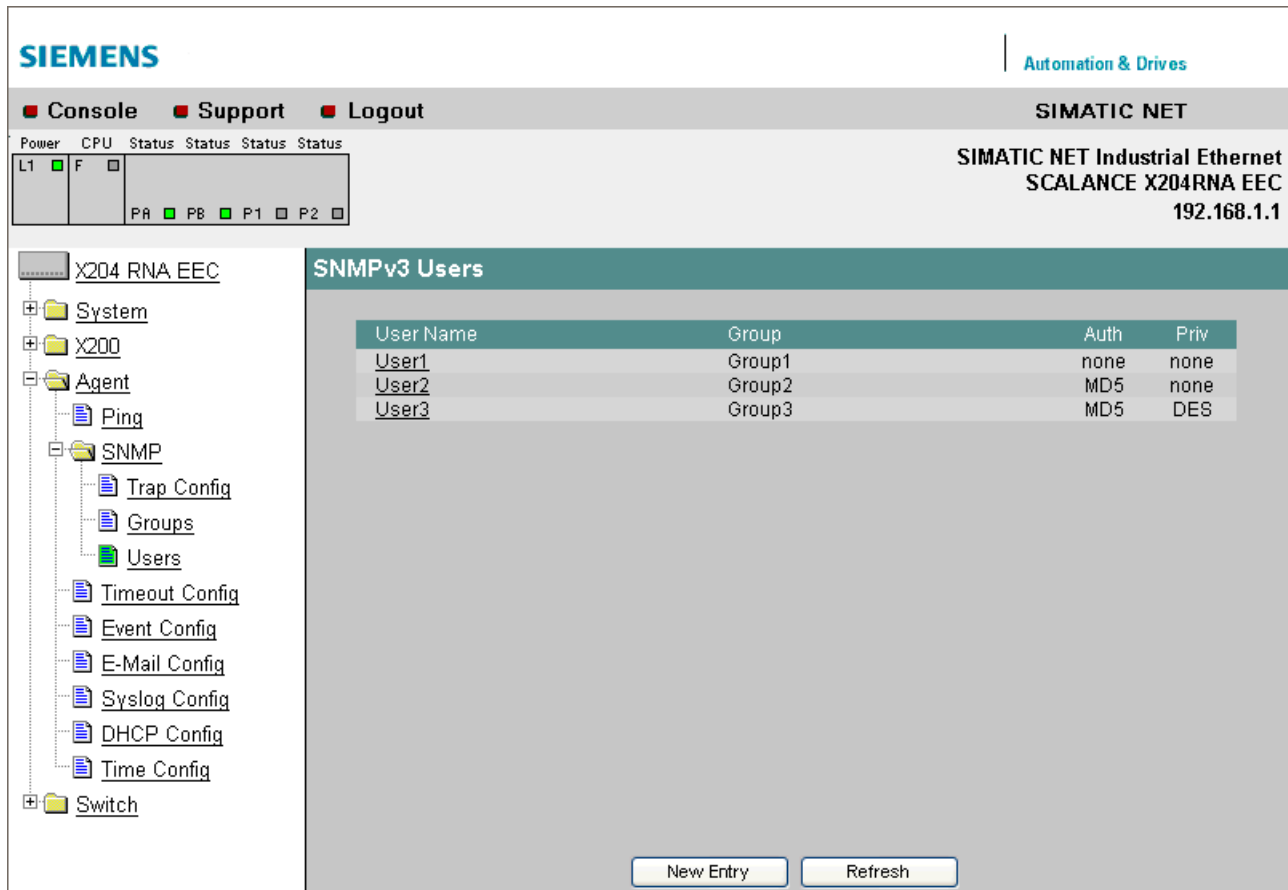 SIEMENS
Automation & Drives
Console Support Logout SIMATIC NET
Power CPU Status Status Status Status
L1 F
PA PB P1 P2
SIMATIC NET Industrial Ethernet
SCALANCE X204RNA EEC
192.168.1.1
X204 RNA EEC
System
X200
Agent
Ping
SNMP
Trap Config
Groups
Users
Timeout Config
Event Config
E-Mail Config
Syslog Config
DHCP Config
Time Config
Switch
SNMPv3 Users
User Name Group Auth Priv
User1 Group1 none none
User2 Group2 MD5 none
User3 Group3 MD5 DES
New Entry Refresh